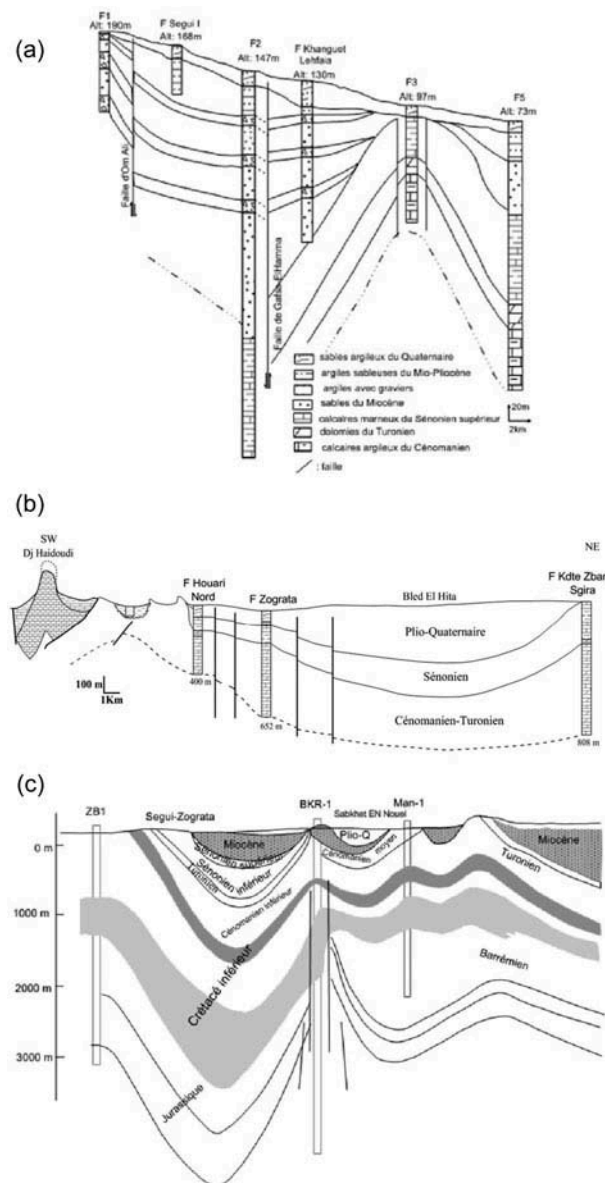 (a)
F1
Alt: 190m
F Segui I
Alt: 168m
F2
Alt: 147m
F Khanguet
Lehfaia
Alt: 130m
F3
Alt: 97m
F5
Alt: 73m
Faille d'Om Ali
Faille de Gafsa-ElHamma
sables argileux du Quaternaire
argiles sableuses du Mio-Pliocène
argiles avec graviers
sables du Miocène
calcaires marneux du Sénonien supérieur
dolomies du Turonien
calcaires argileux du Cénomanien
: faille
20m
2km
(b)
SW
Dj Haidoudi
NE
F Houari
Nord
F Zograta
Bled El Hita
F Kdte Zbar
Sgira
Plio-Quaternaire
Sénonien
Cénomanien-Turonien
100 m
1Km
400 m
652 m
808 m
(c)
ZB1
Segui-Zograta
BKR-1
Sabkhet EN Nouel
Man-1
Miocène
Plio-Q
Miocène
Sénonien supérieur
Sénonien inférieur
Turonien
Cénomanien moyen
Turonien
Cénomanien inférieur
Crétacé inférieur
Barrémien
Jurassique
0 m
1000 m
2000 m
3000 m